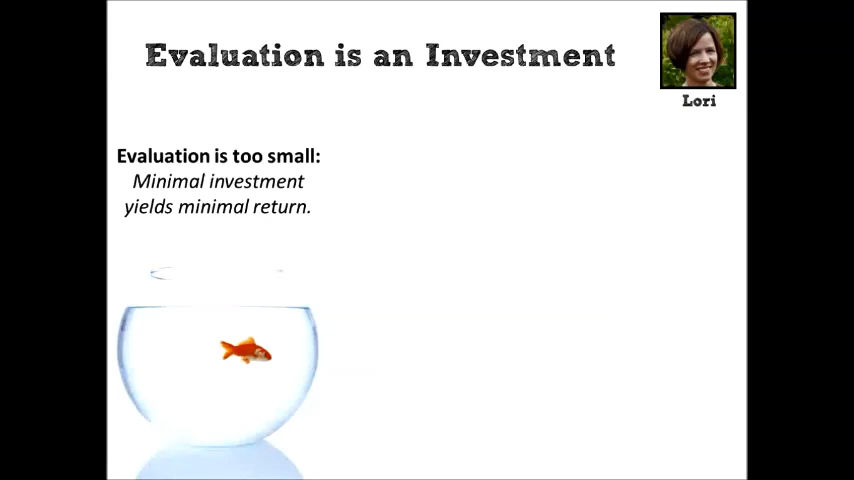 Evaluation is an Investment
Lori
Evaluation is too small:
Minimal investment
yields minimal return.